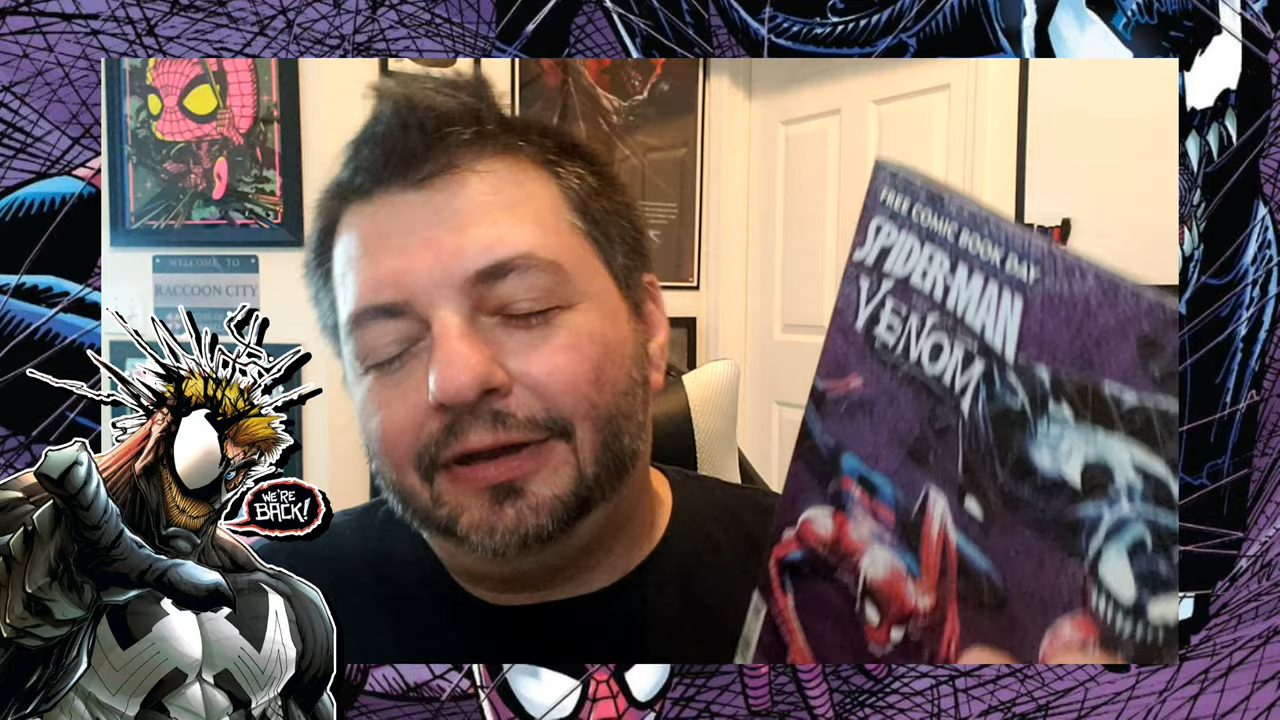 WELCOME TO
RACCOON CITY
WE'RE
BACK!
FREE COMIC BOOK DAY
SPIDER-MAN
VENOM